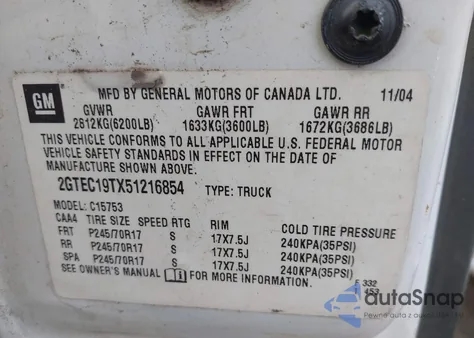 GM
MFD BY GENERAL MOTORS OF CANADA LTD. 11/04
GVWR GAWR FRT GAWR RR
2812KG(6200LB) 1633KG(3600LB) 1672KG(3686LB)
THIS VEHICLE CONFORMS TO ALL APPLICABLE U.S. FEDERAL MOTOR
VEHICLE SAFETY STANDARDS IN EFFECT ON THE DATE OF
MANUFACTURE SHOWN ABOVE.
2GTEC19TX51216854 TYPE: TRUCK
MODEL: C15753
CAA4 TIRE SIZE SPEED RTG RIM COLD TIRE PRESSURE
FRT P245/70R17 S 17X7.5J 240KPA(35PSI)
RR P245/70R17 S 17X7.5J 240KPA(35PSI)
SPA P245/70R17 S 17X7.5J 240KPA(35PSI)
SEE OWNER'S MANUAL FOR MORE INFORMATION.
332
453
autoSnap